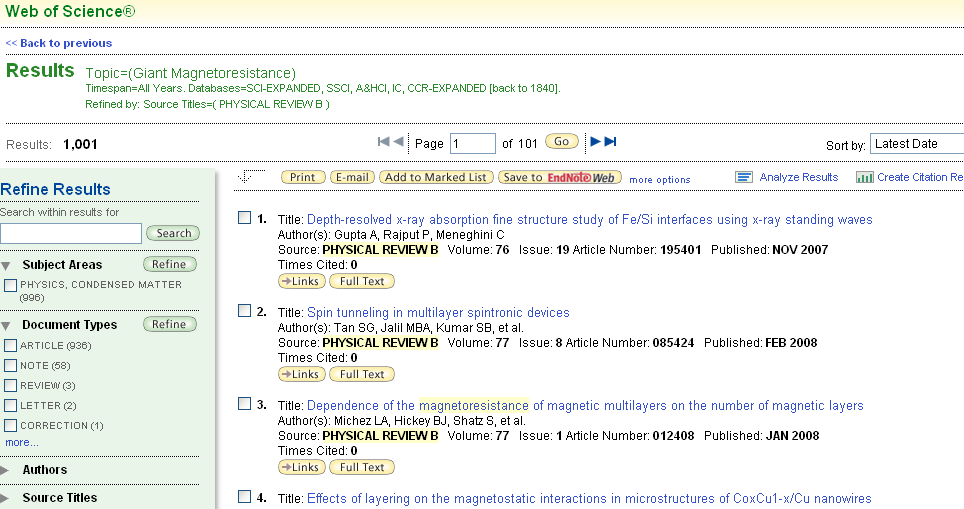 Web of Science®
<< Back to previous
Results Topic=(Giant Magnetoresistance)
Timespan=All Years. Databases=SCI-EXPANDED, SSCI, A&HCI, IC, CCR-EXPANDED [back to 1840].
Refined by: Source Titles=( PHYSICAL REVIEW B )
Results: 1,001 Page 1 of 101 Go Sort by: Latest Date
Print E-mail Add to Marked List Save to EndNote Web more options Analyze Results Create Citation Re
Refine Results
Search within results for
Search
Subject Areas Refine
PHYSICS, CONDENSED MATTER
(996)
Document Types Refine
ARTICLE (936)
NOTE (58)
REVIEW (3)
LETTER (2)
CORRECTION (1)
more...
Authors
Source Titles
1. Title: Depth-resolved x-ray absorption fine structure study of Fe/Si interfaces using x-ray standing waves
Author(s): Gupta A, Rajput P, Meneghini C
Source: PHYSICAL REVIEW B Volume: 76 Issue: 19 Article Number: 195401 Published: NOV 2007
Times Cited: 0
Links Full Text
2. Title: Spin tunneling in multilayer spintronic devices
Author(s): Tan SG, Jalil MBA, Kumar SB, et al.
Source: PHYSICAL REVIEW B Volume: 77 Issue: 8 Article Number: 085424 Published: FEB 2008
Times Cited: 0
Links Full Text
3. Title: Dependence of the magnetoresistance of magnetic multilayers on the number of magnetic layers
Author(s): Michez LA, Hickey BJ, Shatz S, et al.
Source: PHYSICAL REVIEW B Volume: 77 Issue: 1 Article Number: 012408 Published: JAN 2008
Times Cited: 0
Links Full Text
4. Title: Effects of layering on the magnetostatic interactions in microstructures of CoxCu1-x/Cu nanowires